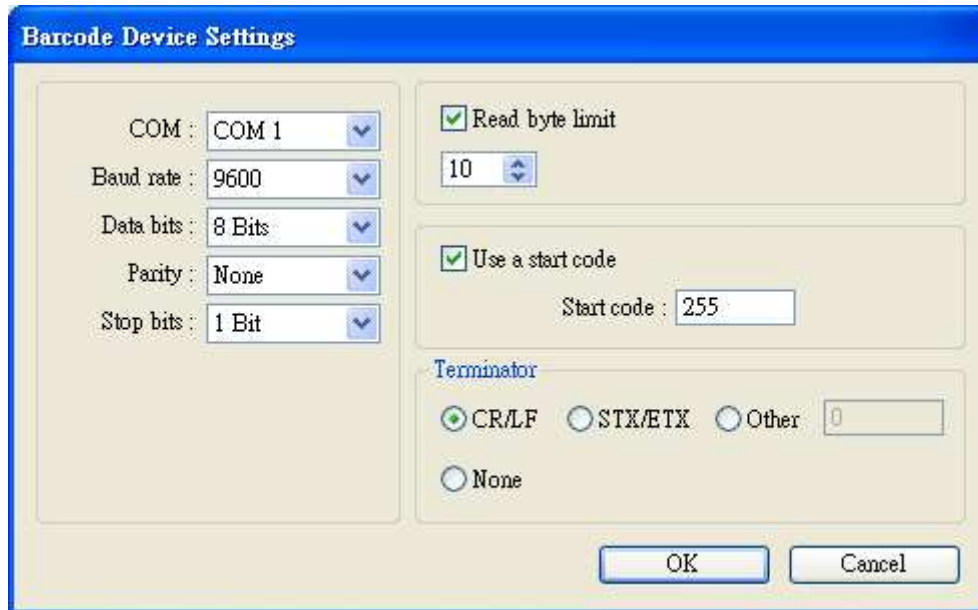 Barcode Device Settings
COM : COM 1
Baud rate : 9600
Data bits : 8 Bits
Parity : None
Stop bits : 1 Bit
Read byte limit
10
Use a start code
Start code : 255
Terminator
CR/LF STX/ETX Other 0
None
OK Cancel